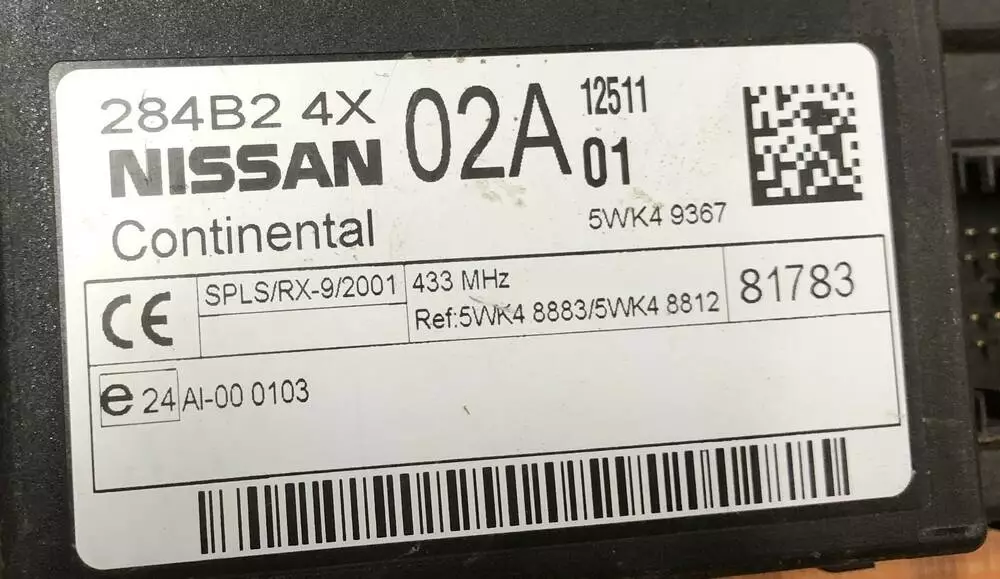 284B2 4X 02A 12511
NISSAN 01
Continental 5WK4 9367
CE SPLS/RX-9/2001 433 MHz 81783
Ref:5WK4 8883/5WK4 8812
e 24 AI-00 0103